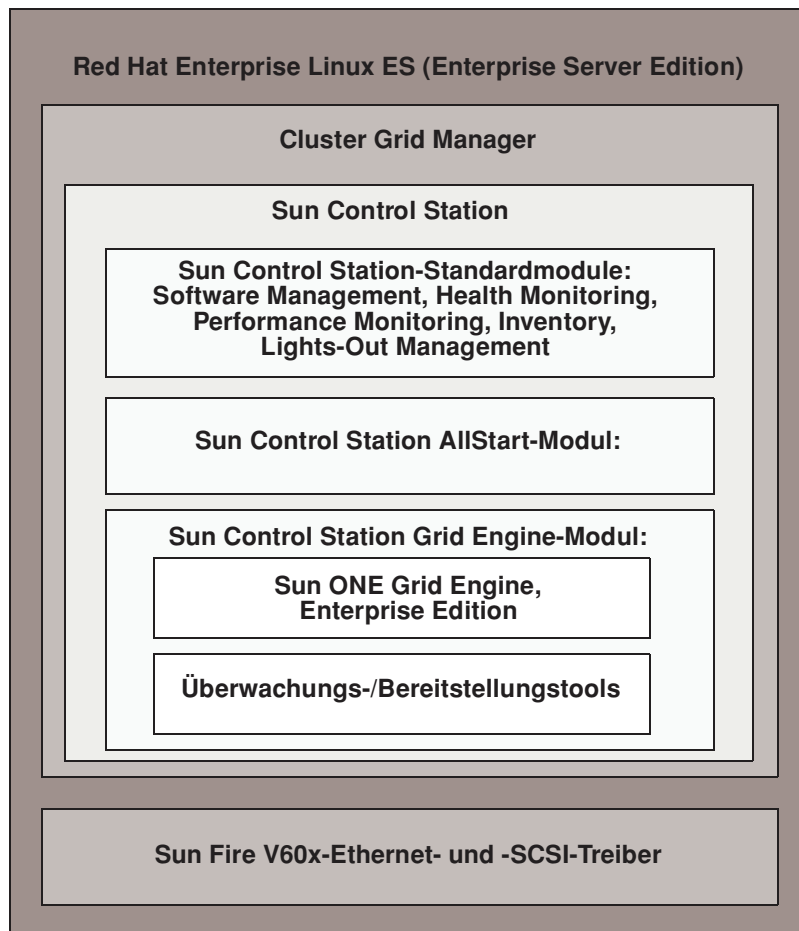 Red Hat Enterprise Linux ES (Enterprise Server Edition)
Cluster Grid Manager
Sun Control Station
Sun Control Station-Standardmodule:
Software Management, Health Monitoring,
Performance Monitoring, Inventory,
Lights-Out Management
Sun Control Station AllStart-Modul:
Sun Control Station Grid Engine-Modul:
Sun ONE Grid Engine,
Enterprise Edition
Überwachungs-/Bereitstellungstools
Sun Fire V60x-Ethernet- und -SCSI-Treiber